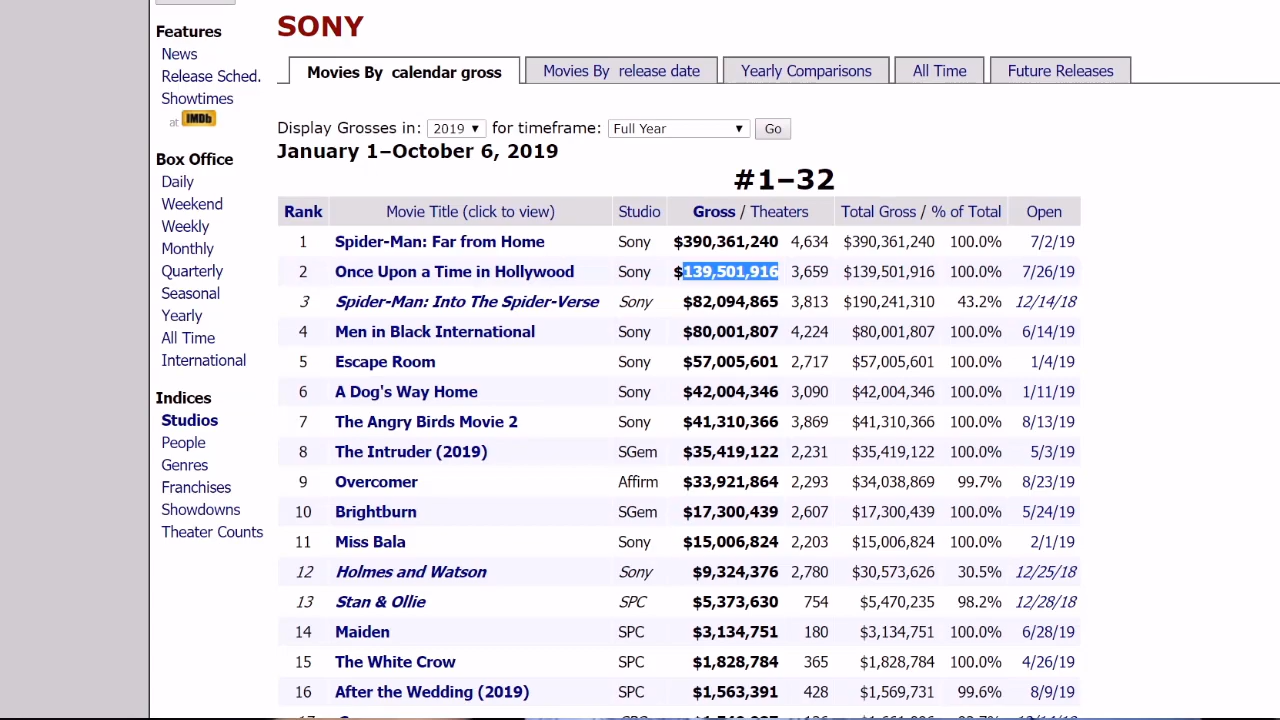 SONY
Features
News
Release Sched.
Showtimes
at IMDb
Box Office
Daily
Weekend
Weekly
Monthly
Quarterly
Seasonal
Yearly
All Time
International
Indices
Studios
People
Genres
Franchises
Showdowns
Theater Counts
Movies By calendar gross Movies By release date Yearly Comparisons All Time Future Releases
Display Grosses in: 2019 for timeframe: Full Year Go
January 1–October 6, 2019
#1–32
Rank Movie Title (click to view) Studio Gross / Theaters Total Gross / % of Total Open
1 Spider-Man: Far from Home Sony $390,361,240 4,634 $390,361,240 100.0% 7/2/19
2 Once Upon a Time in Hollywood Sony $139,501,916 3,659 $139,501,916 100.0% 7/26/19
3 Spider-Man: Into The Spider-Verse Sony $82,094,865 3,813 $190,241,310 43.2% 12/14/18
4 Men in Black International Sony $80,001,807 4,224 $80,001,807 100.0% 6/14/19
5 Escape Room Sony $57,005,601 2,717 $57,005,601 100.0% 1/4/19
6 A Dog's Way Home Sony $42,004,346 3,090 $42,004,346 100.0% 1/11/19
7 The Angry Birds Movie 2 Sony $41,310,366 3,869 $41,310,366 100.0% 8/13/19
8 The Intruder (2019) SGem $35,419,122 2,231 $35,419,122 100.0% 5/3/19
9 Overcomer Affirm $33,921,864 2,293 $34,038,869 99.7% 8/23/19
10 Brightburn SGem $17,300,439 2,607 $17,300,439 100.0% 5/24/19
11 Miss Bala Sony $15,006,824 2,203 $15,006,824 100.0% 2/1/19
12 Holmes and Watson Sony $9,324,376 2,780 $30,573,626 30.5% 12/25/18
13 Stan & Ollie SPC $5,373,630 754 $5,470,235 98.2% 12/28/18
14 Maiden SPC $3,134,751 180 $3,134,751 100.0% 6/28/19
15 The White Crow SPC $1,828,784 365 $1,828,784 100.0% 4/26/19
16 After the Wedding (2019) SPC $1,563,391 428 $1,569,731 99.6% 8/9/19